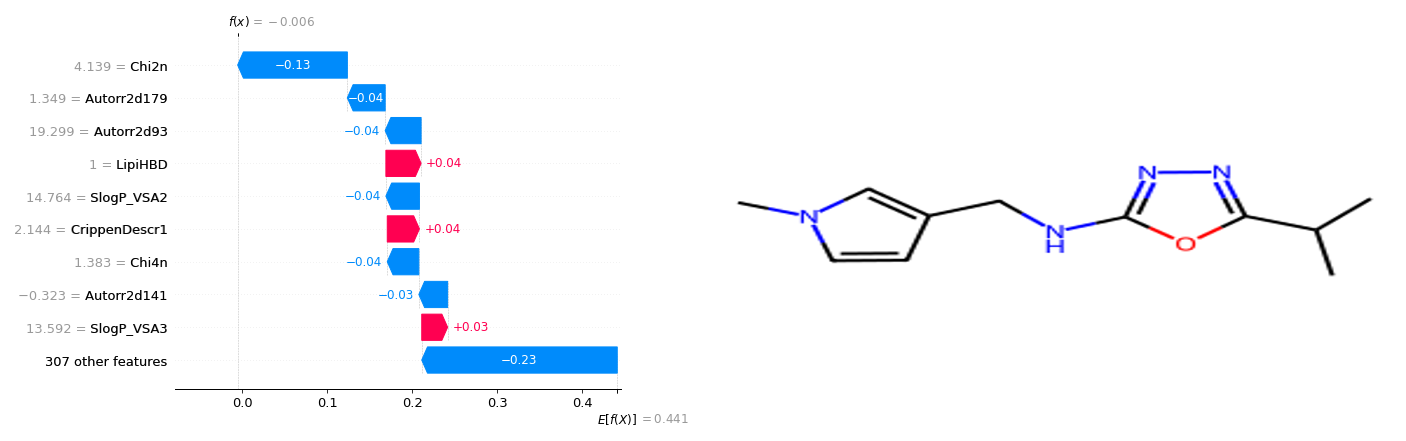 f(x) = −0.006
4.139 = Chi2n
−0.13
1.349 = Autorr2d179
−0.04
19.299 = Autorr2d93
−0.04
1 = LipiHBD
+0.04
14.764 = SlogP_VSA2
−0.04
2.144 = CrippenDescr1
+0.04
1.383 = Chi4n
−0.04
−0.323 = Autorr2d141
−0.03
13.592 = SlogP_VSA3
+0.03
307 other features
−0.23
0.0 0.1 0.2 0.3 0.4
E[f(X)] = 0.441
N N
N
N
H
O